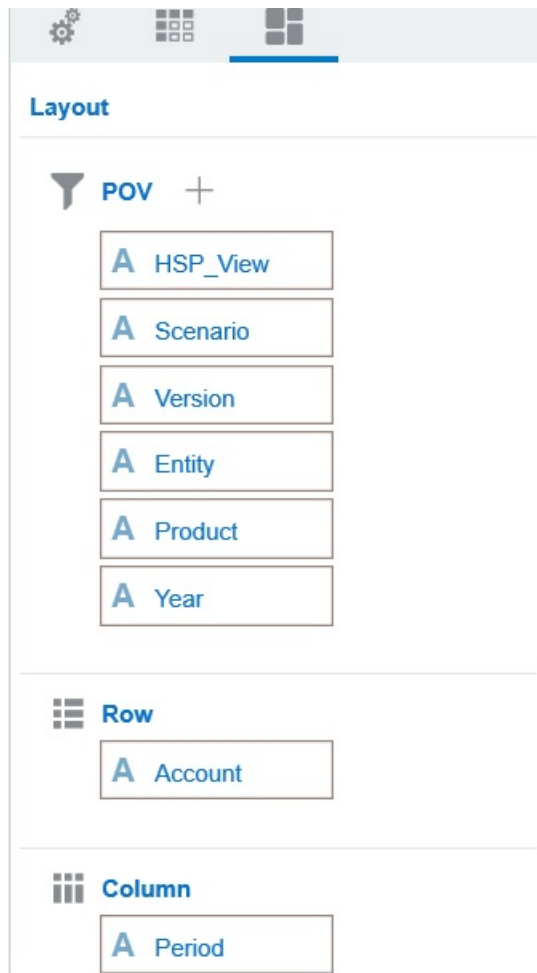 Layout
POV
A HSP_View
A Scenario
A Version
A Entity
A Product
A Year
Row
A Account
Column
A Period